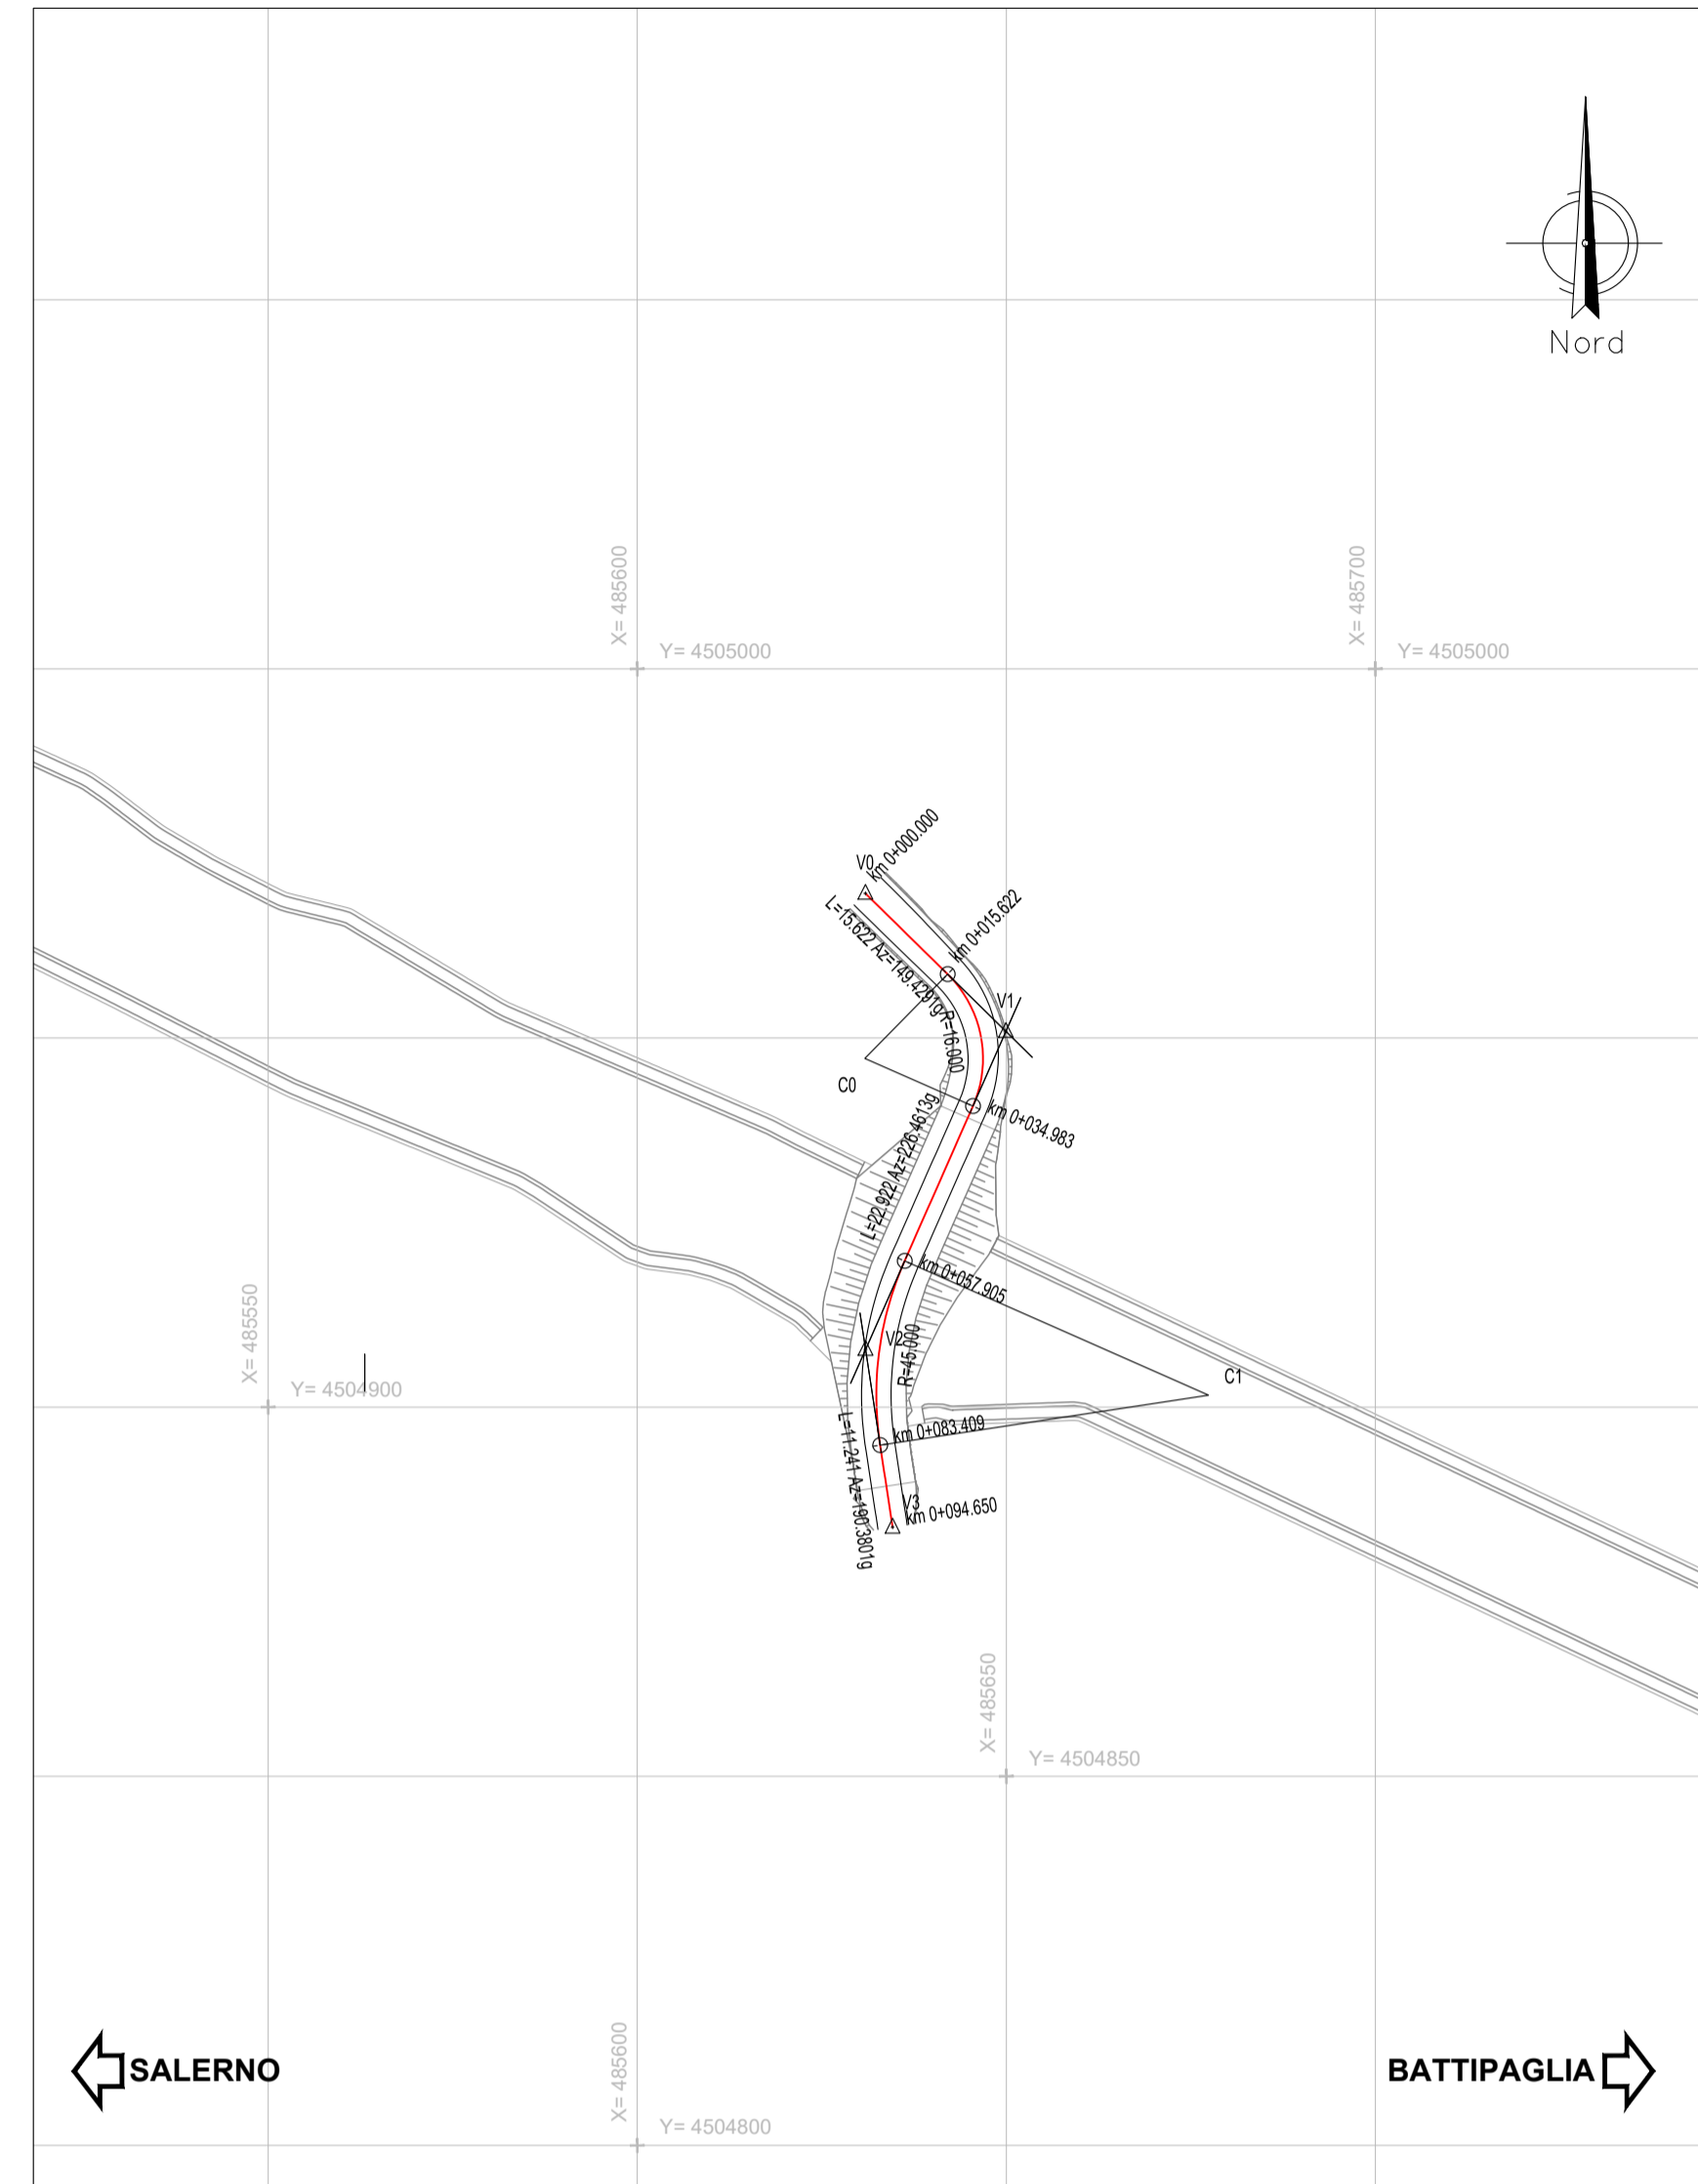 Nord
X= 485600
Y= 4505000
X= 485700
Y= 4505000
V0
km 0+000.000
L=15.622 Az=149.4291g
km 0+015.622
V1
R=16.000
C0
km 0+034.983
L=22.922 Az=226.4613g
km 0+057.905
V2
R=45.000
C1
X= 485550
Y= 4504900
km 0+083.409
L=11.241 Az=190.3801g
V3
km 0+094.650
X= 485650
Y= 4504850
SALERNO
BATTIPAGLIA
X= 485600
Y= 4504800